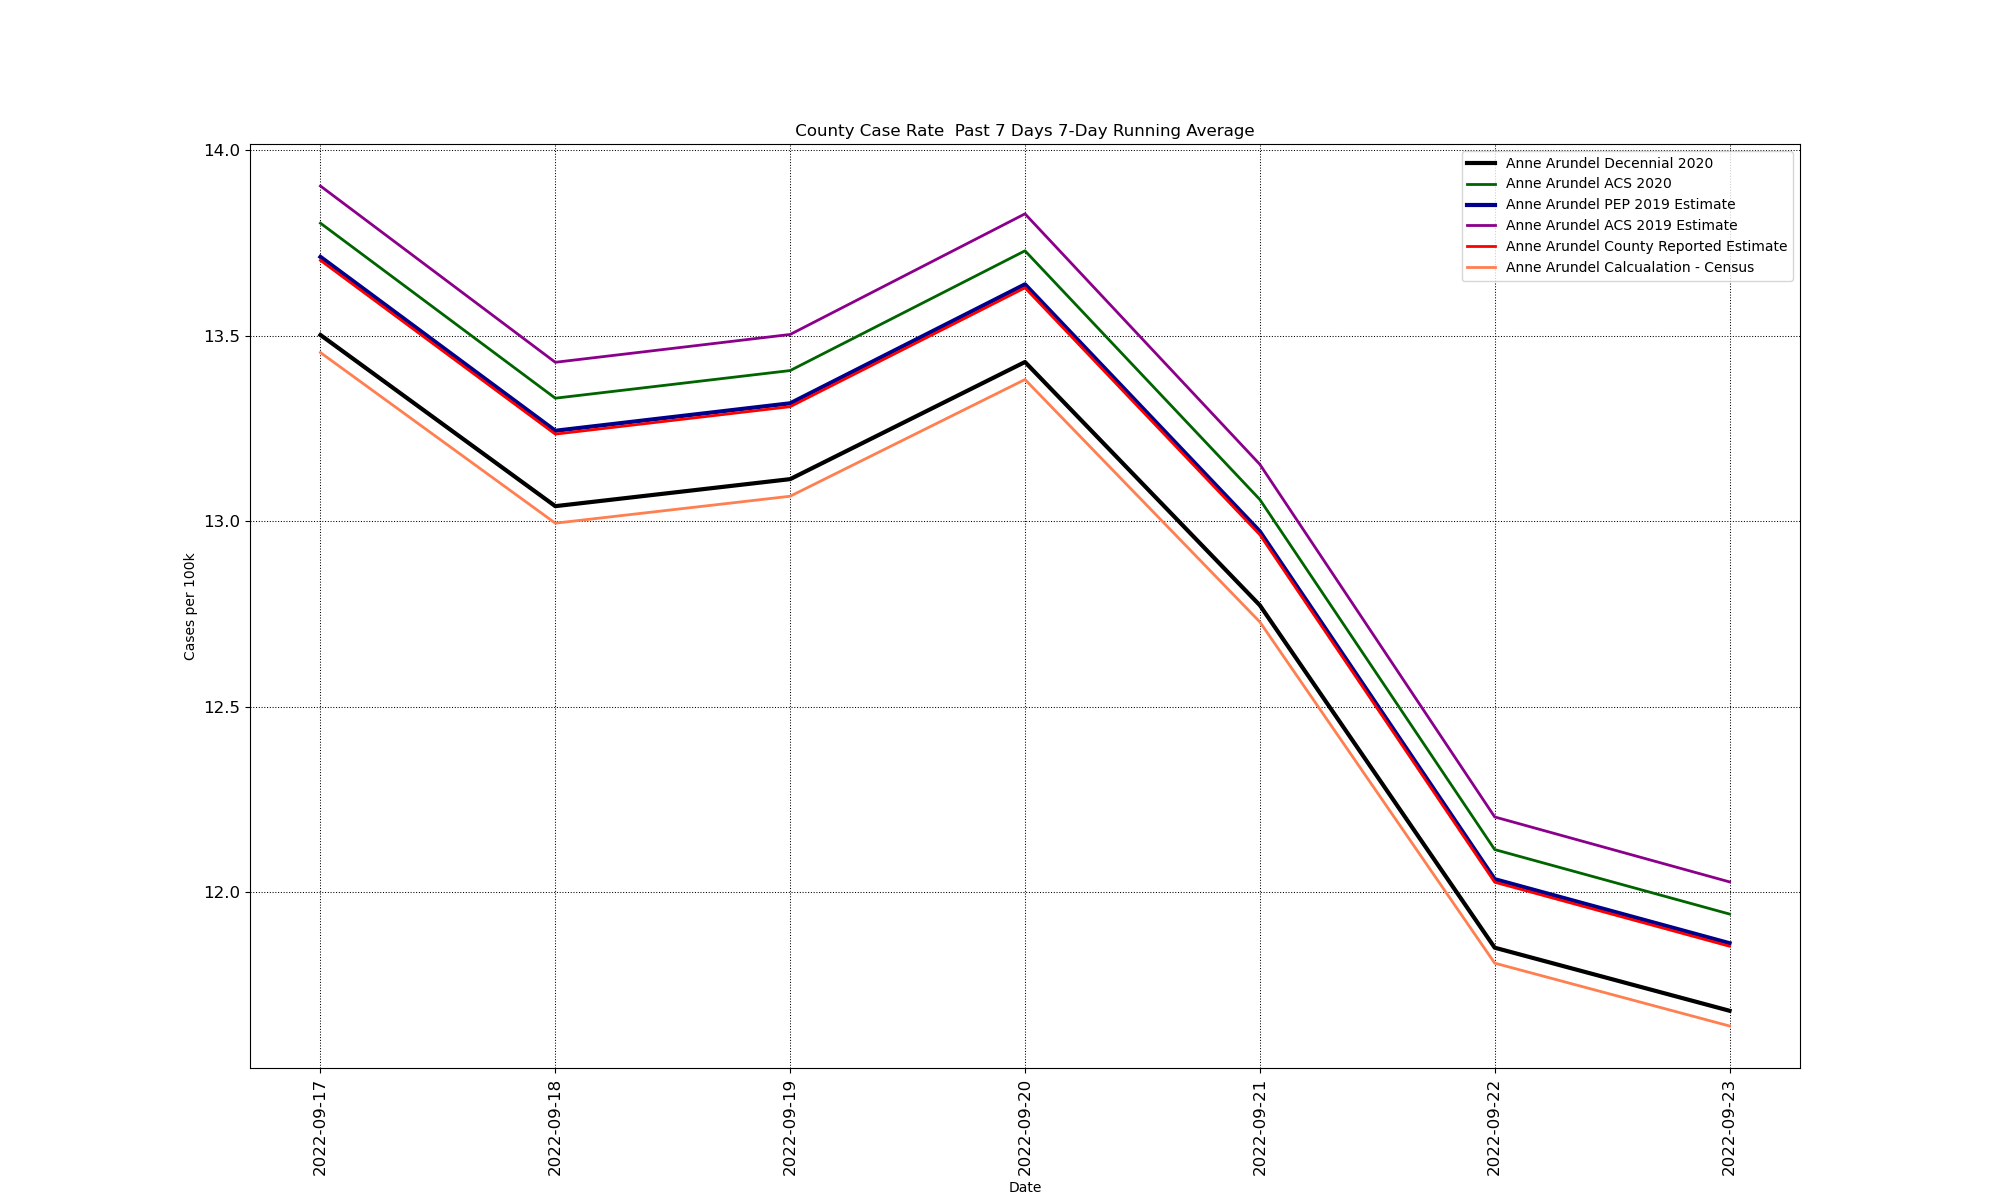 County Case Rate  Past 7 Days 7-Day Running Average
14.0
13.5
13.0
12.5
12.0
Cases per 100k
Anne Arundel Decennial 2020
Anne Arundel ACS 2020
Anne Arundel PEP 2019 Estimate
Anne Arundel ACS 2019 Estimate
Anne Arundel County Reported Estimate
Anne Arundel Calcualation - Census
2022-09-17
2022-09-18
2022-09-19
2022-09-20
2022-09-21
2022-09-22
2022-09-23
Date